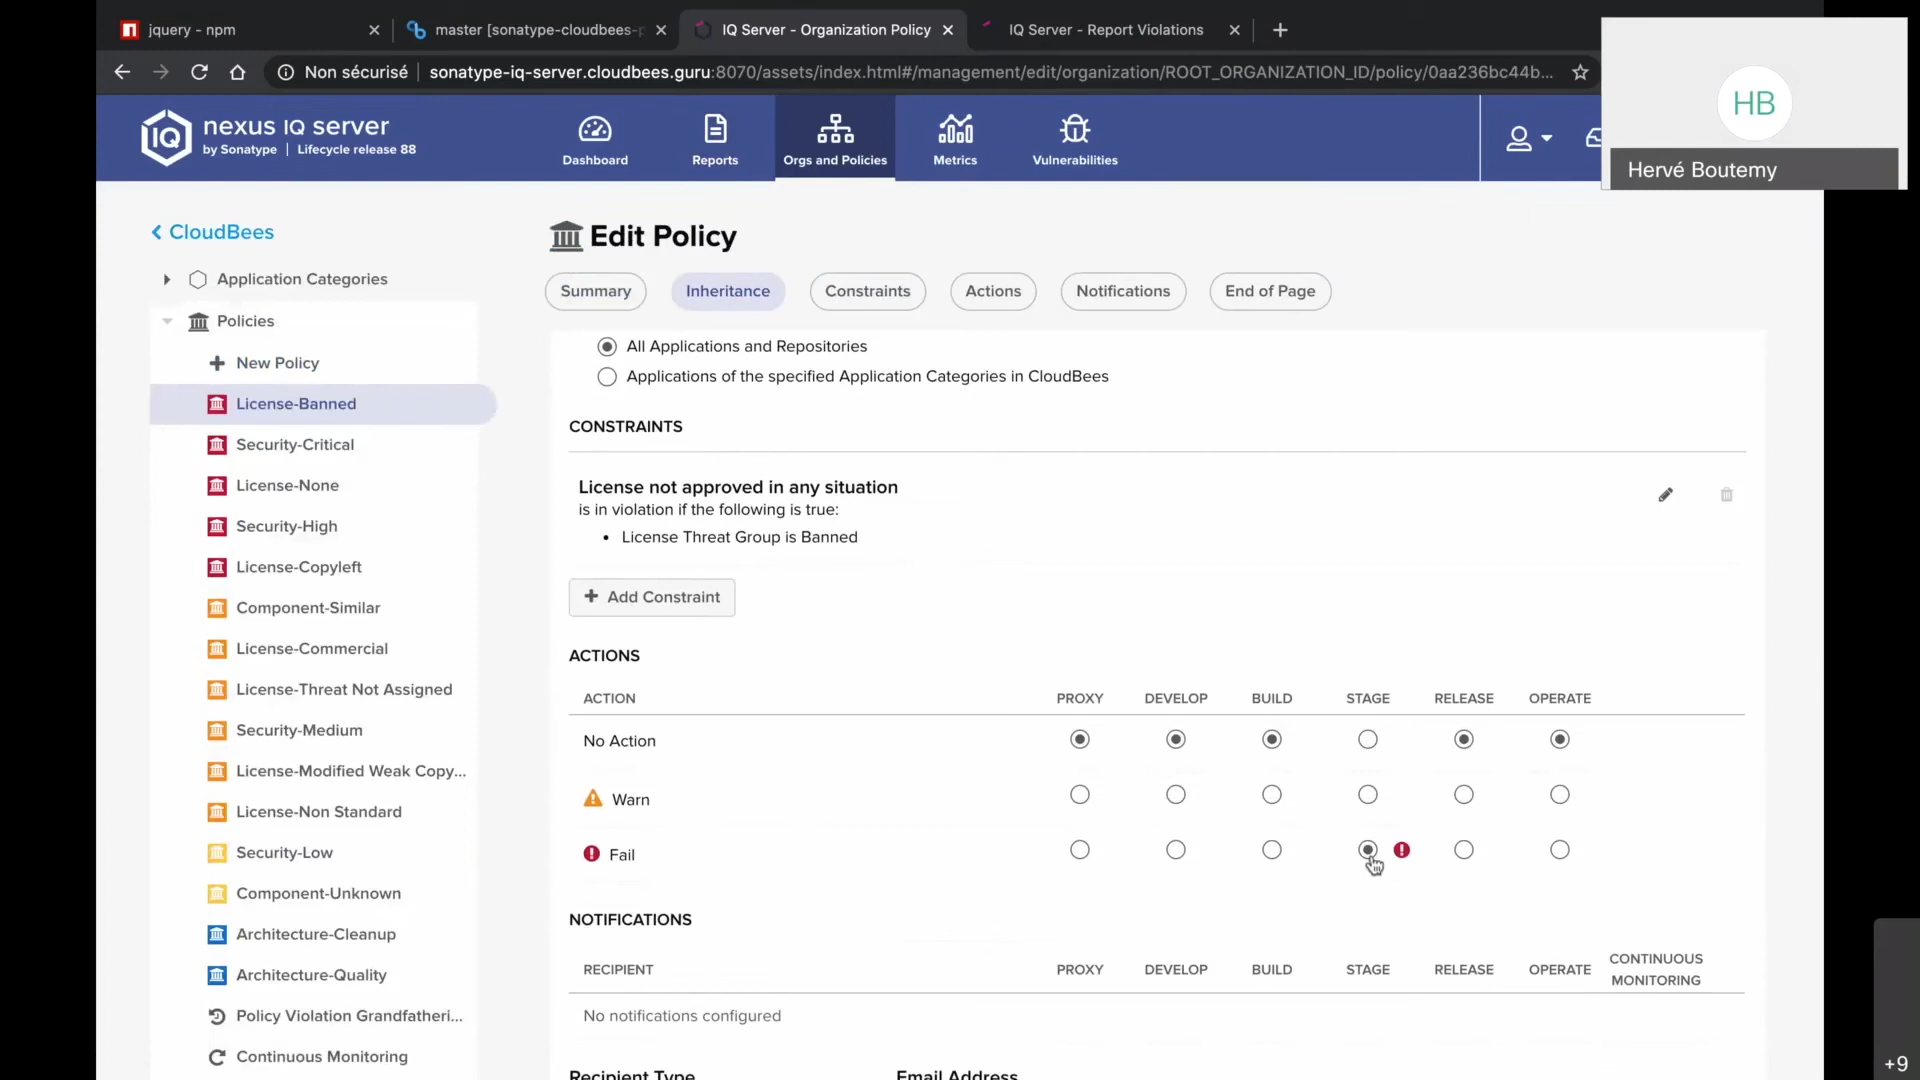 jquery - npm
master [sonatype-cloudbees-p
IQ Server - Organization Policy
IQ Server - Report Violations
Non sécurisé
sonatype-iq-server.cloudbees.guru:8070/assets/index.html#/management/edit/organization/ROOT_ORGANIZATION_ID/policy/0aa236bc44b...
HB
Hervé Boutemy
IQ
nexus IQ server
by Sonatype | Lifecycle release 88
Dashboard
Reports
Orgs and Policies
Metrics
Vulnerabilities
CloudBees
Application Categories
Policies
New Policy
License-Banned
Security-Critical
License-None
Security-High
License-Copyleft
Component-Similar
License-Commercial
License-Threat Not Assigned
Security-Medium
License-Modified Weak Copy...
License-Non Standard
Security-Low
Component-Unknown
Architecture-Cleanup
Architecture-Quality
Policy Violation Grandfatheri...
Continuous Monitoring
Edit Policy
Summary
Inheritance
Constraints
Actions
Notifications
End of Page
All Applications and Repositories
Applications of the specified Application Categories in CloudBees
CONSTRAINTS
License not approved in any situation
is in violation if the following is true:
• License Threat Group is Banned
+ Add Constraint
ACTIONS
ACTION PROXY DEVELOP BUILD STAGE RELEASE OPERATE
No Action
Warn
Fail
NOTIFICATIONS
RECIPIENT PROXY DEVELOP BUILD STAGE RELEASE OPERATE CONTINUOUS MONITORING
No notifications configured
Recipient Type
Email Address
+9